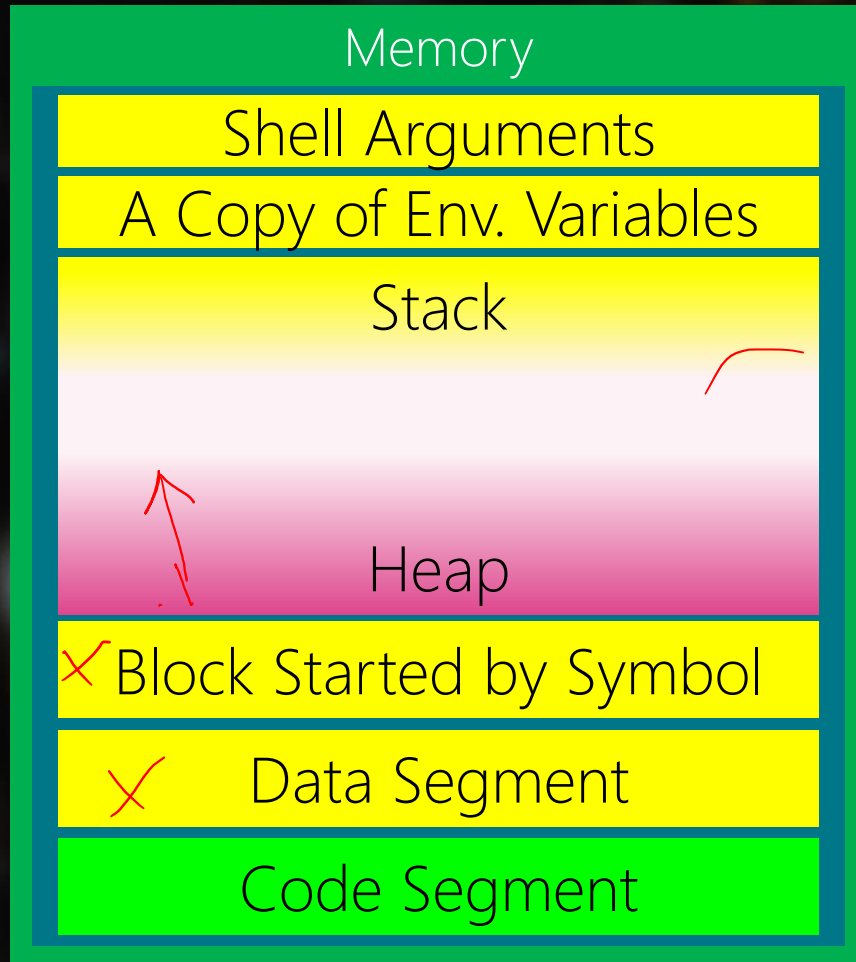 Memory
Shell Arguments
A Copy of Env. Variables
Stack
Heap
Block Started by Symbol
Data Segment
Code Segment